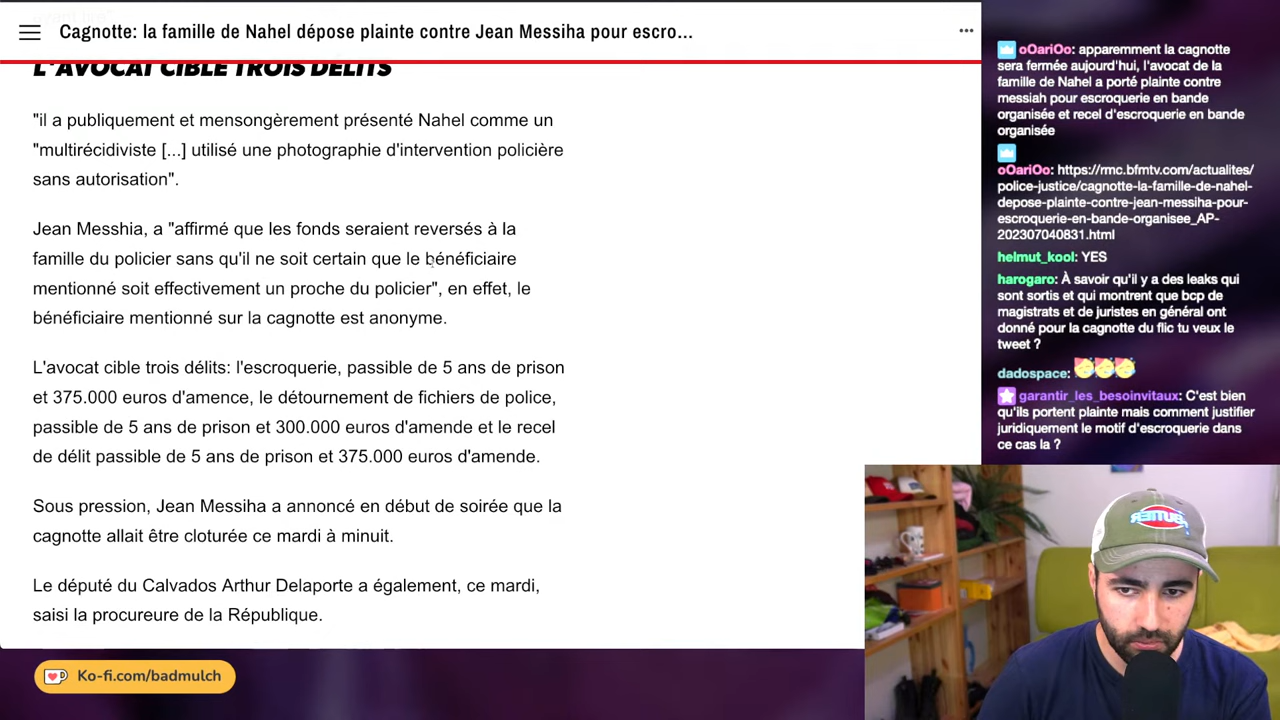 Cagnotte: la famille de Nahel dépose plainte contre Jean Messiha pour escro...
L'AVOCAT CIBLE TROIS DÉLITS
"il a publiquement et mensongèrement présenté Nahel comme un
"multirécidiviste [...] utilisé une photographie d'intervention policière
sans autorisation".
Jean Messhia, a "affirmé que les fonds seraient reversés à la
famille du policier sans qu'il ne soit certain que le bénéficiaire
mentionné soit effectivement un proche du policier", en effet, le
bénéficiaire mentionné sur la cagnotte est anonyme.
L'avocat cible trois délits: l'escroquerie, passible de 5 ans de prison
et 375.000 euros d'amence, le détournement de fichiers de police,
passible de 5 ans de prison et 300.000 euros d'amende et le recel
de délit passible de 5 ans de prison et 375.000 euros d'amende.
Sous pression, Jean Messiha a annoncé en début de soirée que la
cagnotte allait être cloturée ce mardi à minuit.
Le député du Calvados Arthur Delaporte a également, ce mardi,
saisi la procureure de la République.
Ko-fi.com/badmulch
oOariOo: apparemment la cagnotte
sera fermée aujourd'hui, l'avocat de la
famille de Nahel a porté plainte contre
messiah pour escroquerie en bande
organisée et recel d'escroquerie en bande
organisée
oOariOo: https://rmc.bfmtv.com/actualites/
police-justice/cagnotte-la-famille-de-nahel-
depose-plainte-contre-jean-messiha-pour-
escroquerie-en-bande-organisee_AP-
202307040831.html
helmut_kool: YES
harogaro: À savoir qu'il y a des leaks qui
sont sortis et qui montrent que bcp de
magistrats et de juristes en général ont
donné pour la cagnotte du flic tu veux le
tweet ?
dadospace:
garantir_les_besoinvitaux: C'est bien
qu'ils portent plainte mais comment justifier
juridiquement le motif d'escroquerie dans
ce cas la ?